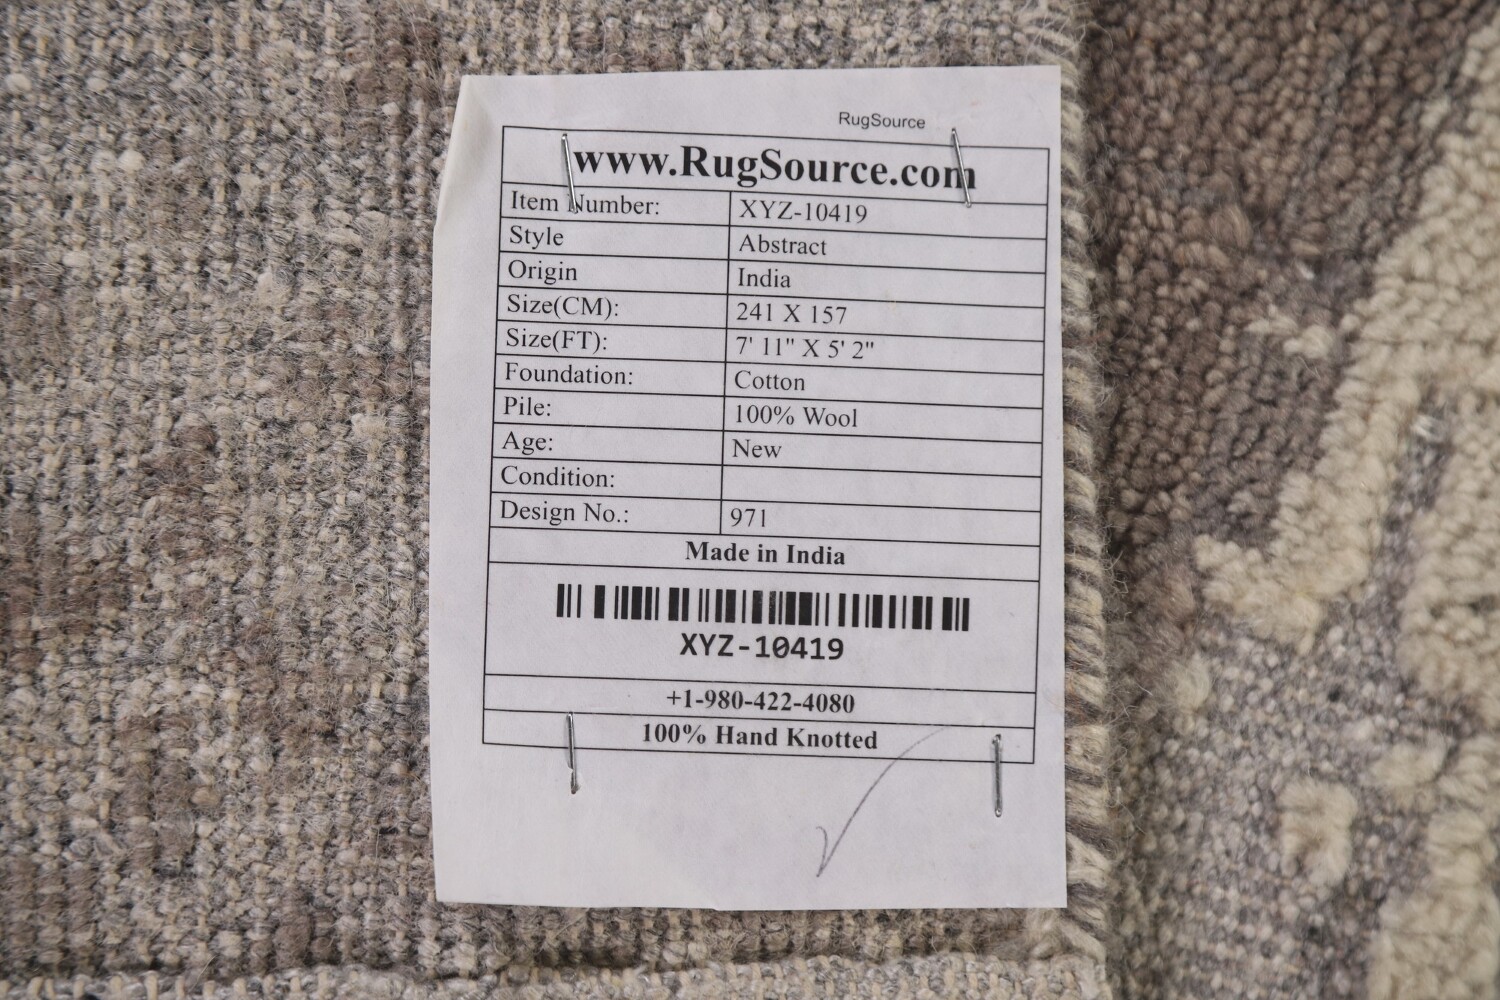 RugSource
www.RugSource.com
Item Number: XYZ-10419
Style Abstract
Origin India
Size(CM): 241 X 157
Size(FT): 7' 11" X 5' 2"
Foundation: Cotton
Pile: 100% Wool
Age: New
Condition:
Design No.: 971
Made in India
XYZ-10419
+1-980-422-4080
100% Hand Knotted